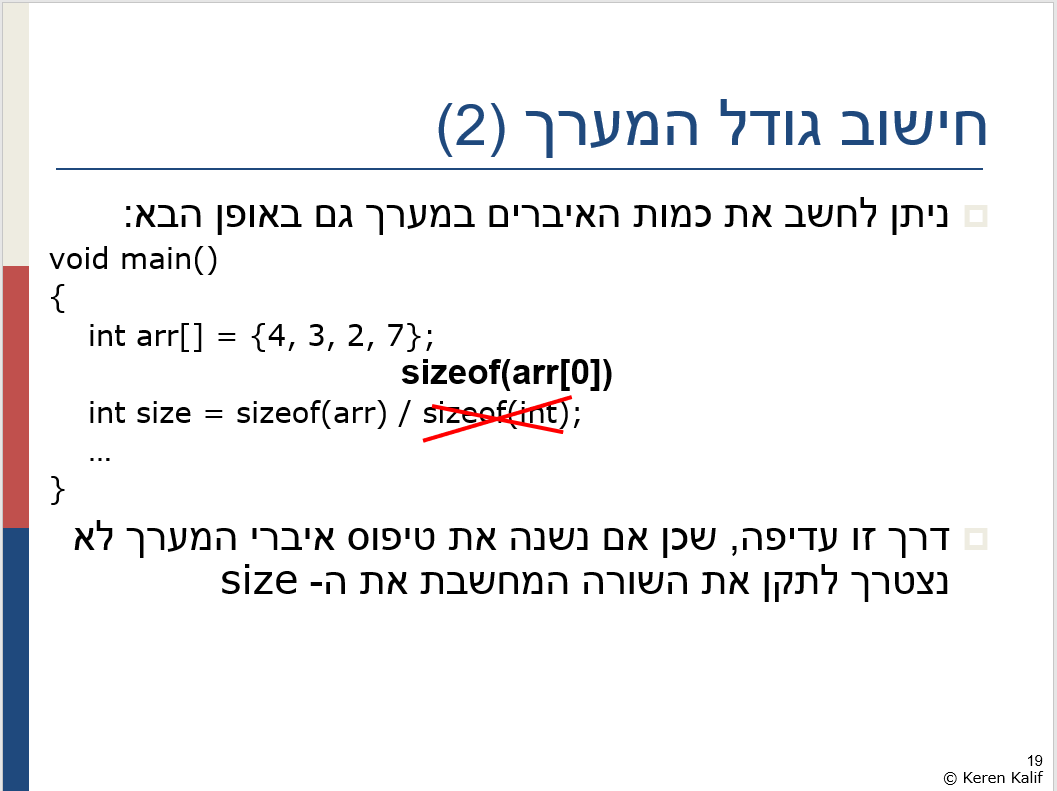 חישוב גודל המערך (2)
ניתן לחשב את כמות האיברים במערך גם באופן הבא:
void main()
{
int arr[] = {4, 3, 2, 7};
sizeof(arr[0])
int size = sizeof(arr) / sizeof(int);
…
}
דרך זו עדיפה, שכן אם נשנה את טיפוס איברי המערך לא
נצטרך לתקן את השורה המחשבת את ה- size
19
© Keren Kalif